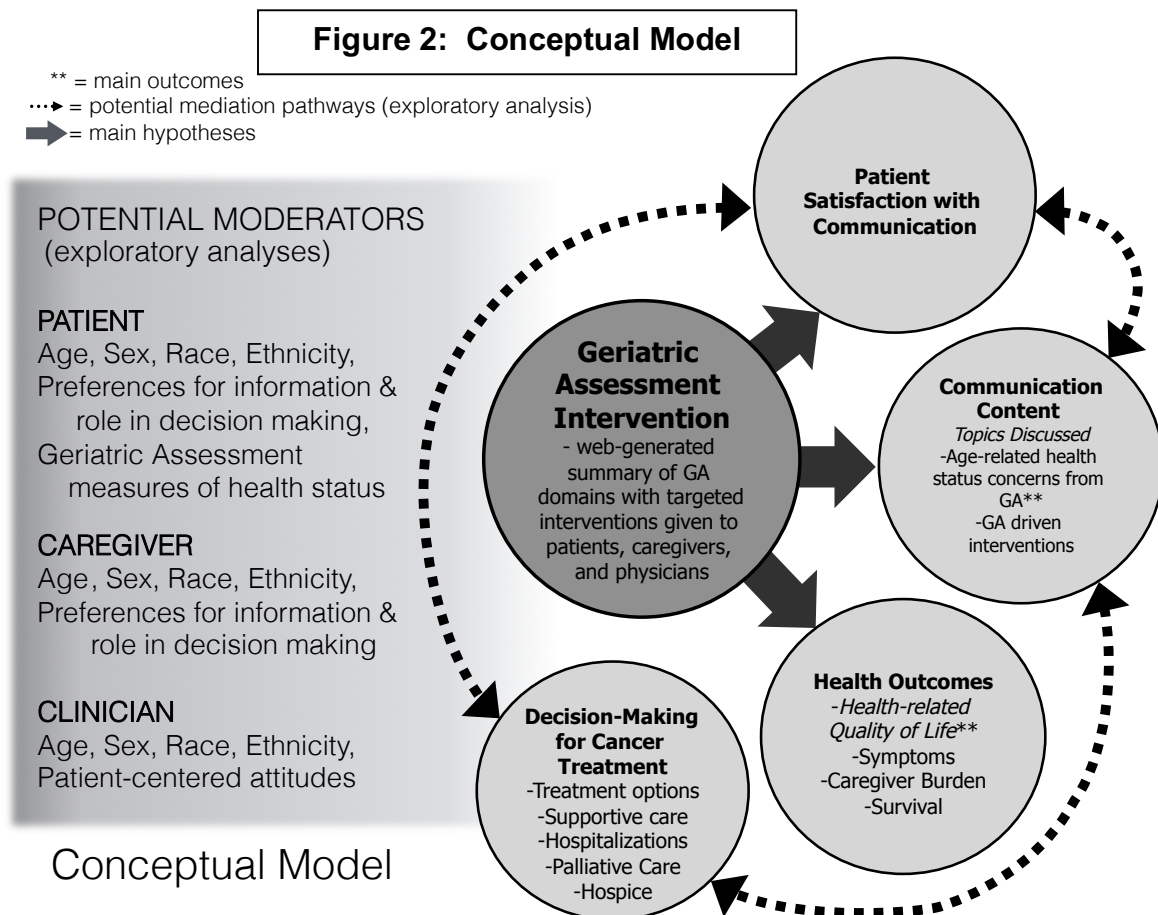 Figure 2: Conceptual Model
** = main outcomes
= potential mediation pathways (exploratory analysis)
= main hypotheses
POTENTIAL MODERATORS
(exploratory analyses)
PATIENT
Age, Sex, Race, Ethnicity,
Preferences for information &
role in decision making,
Geriatric Assessment
measures of health status
CAREGIVER
Age, Sex, Race, Ethnicity,
Preferences for information &
role in decision making
CLINICIAN
Age, Sex, Race, Ethnicity,
Patient-centered attitudes
Conceptual Model
Patient
Satisfaction with
Communication
Geriatric
Assessment
Intervention
- web-generated
summary of GA
domains with targeted
interventions given to
patients, caregivers,
and physicians
Communication
Content
Topics Discussed
-Age-related health
status concerns from
GA**
-GA driven
interventions
Health Outcomes
-Health-related
Quality of Life**
-Symptoms
-Caregiver Burden
-Survival
Decision-Making
for Cancer
Treatment
-Treatment options
-Supportive care
-Hospitalizations
-Palliative Care
-Hospice